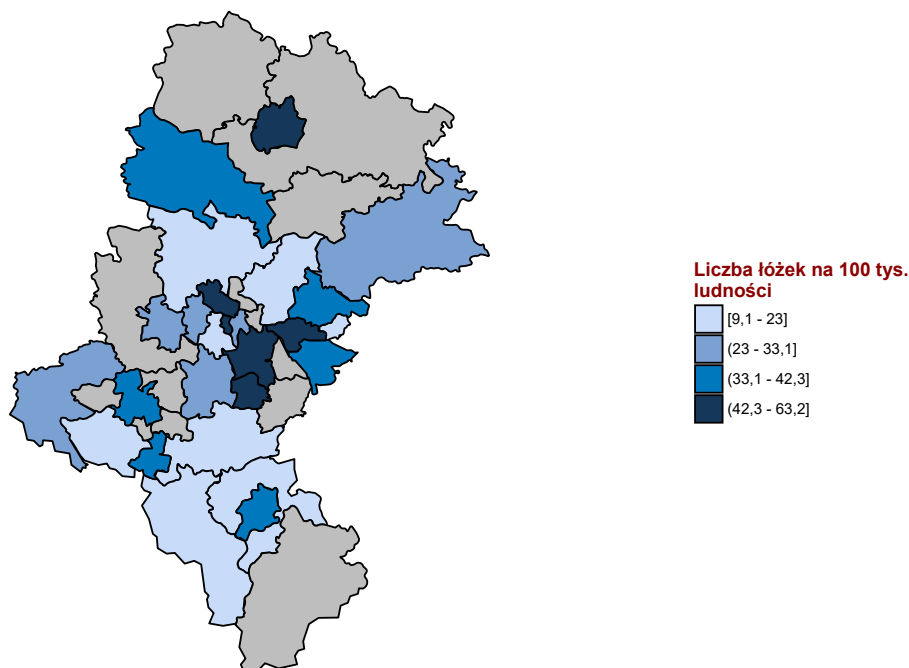 Liczba łóżek na 100 tys.
ludności
[9,1 - 23]
(23 - 33,1]
(33,1 - 42,3]
(42,3 - 63,2]